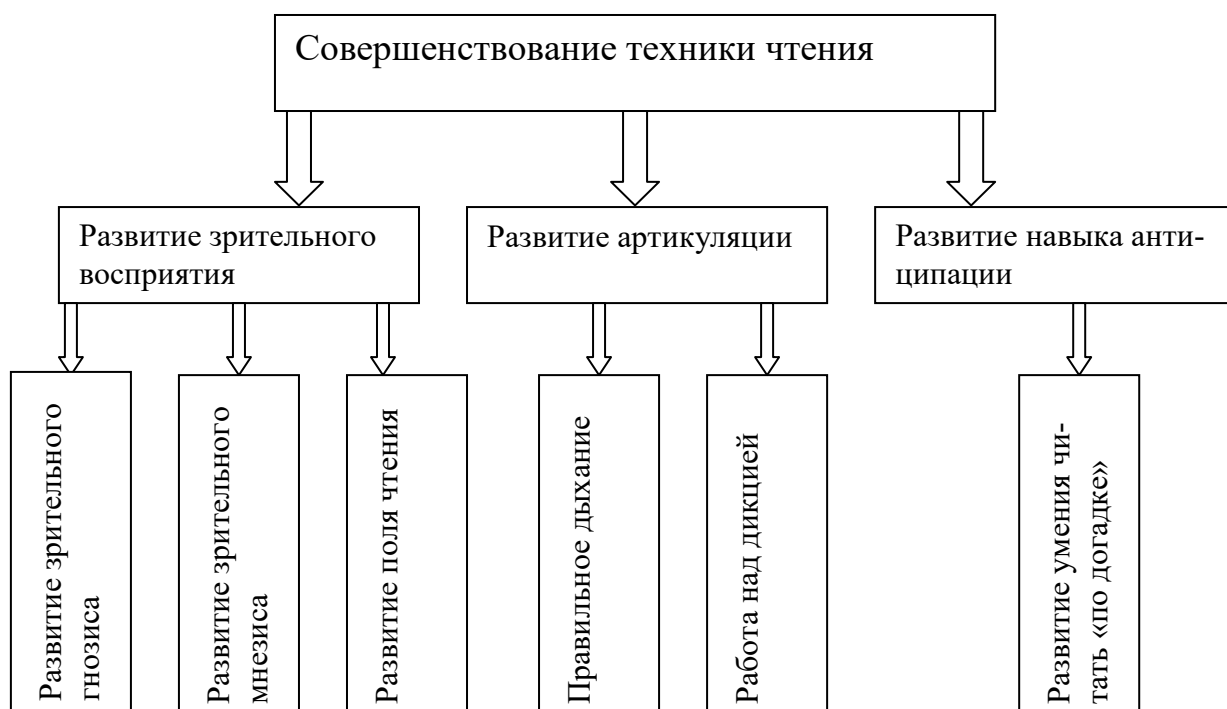 Совершенствование техники чтения
Развитие зрительного
восприятия
Развитие артикуляции
Развитие навыка анти-
ципации
Развитие зрительного
гнозиса
Развитие зрительного
мнезиса
Развитие поля чтения
Правильное дыхание
Работа над дикцией
Развитие умения чи-
тать «по догадке»